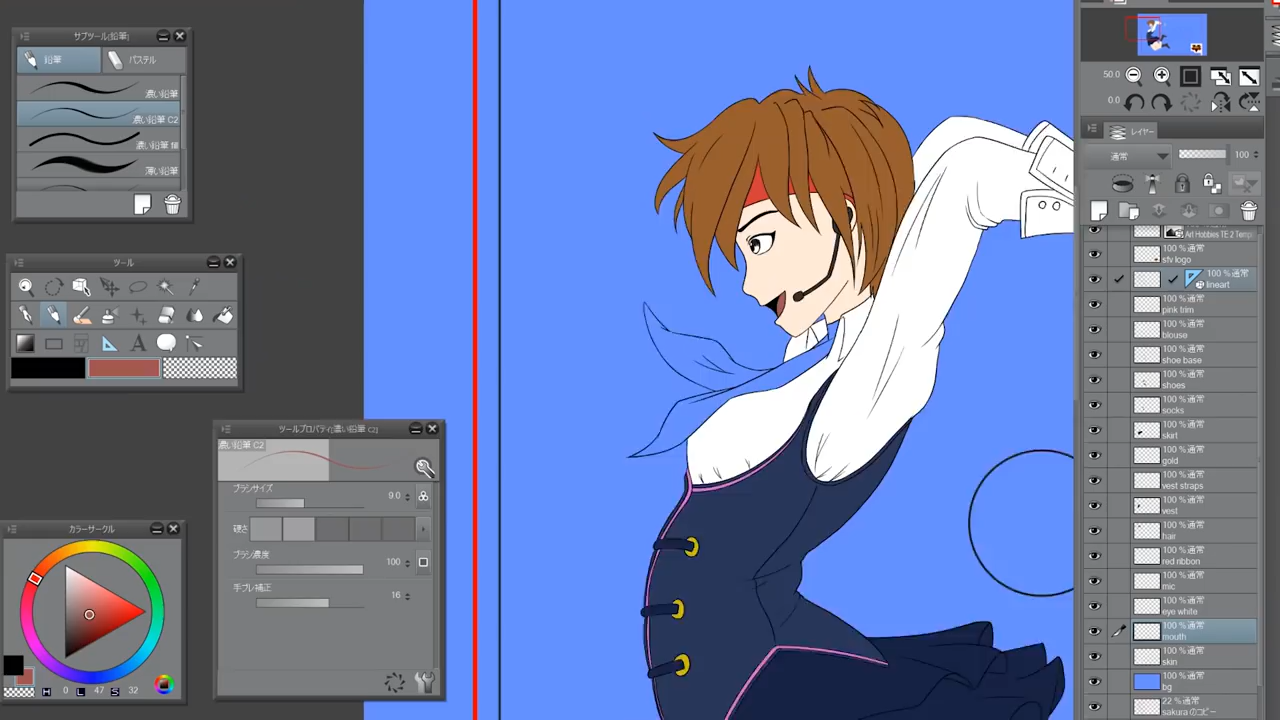 サブツール(鉛筆)
鉛筆
パステル
濃い鉛筆
濃い鉛筆 C2
濃い鉛筆 値
薄い鉛筆
ツール
ツールプロパティ[濃い鉛筆 C2]
濃い鉛筆 C2
ブラシサイズ
9.0
硬さ
ブラシ濃度
100
手ブレ補正
16
カラーサークル
H 0 L 47 S 32
50.0
0.0
レイヤー
通常
100
Art Hobbies TE 2 Temp
100 %通常
sfv logo
100 %通常
lineart
100 %通常
pink trim
100 %通常
blouse
100 %通常
shoe base
100 %通常
shoes
100 %通常
socks
100 %通常
skirt
100 %通常
gold
100 %通常
vest straps
100 %通常
vest
100 %通常
hair
100 %通常
red ribbon
100 %通常
mic
100 %通常
eye white
100 %通常
mouth
100 %通常
skin
100 %通常
bg
22 %通常
sakura のコピー